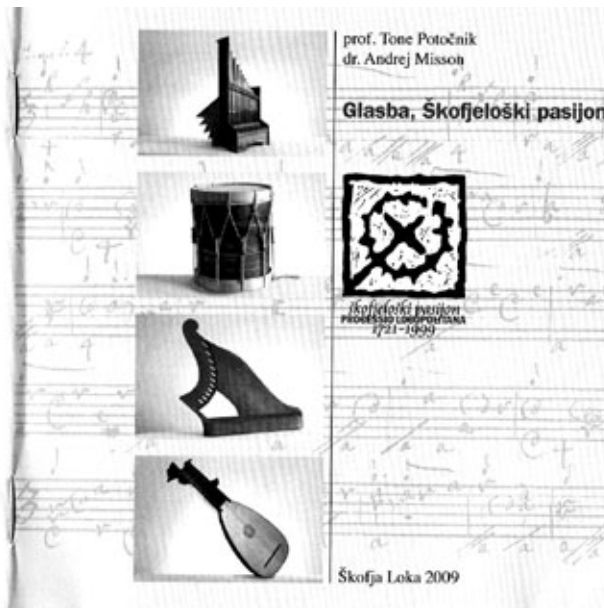 prof. Tone Potočnik
dr. Andrej Misson
Glasba, Škofjeloški pasijon
škofjeloški pasijon
PROCESSIO LOCOPOLITANA
1721-1999
Škofja Loka 2009